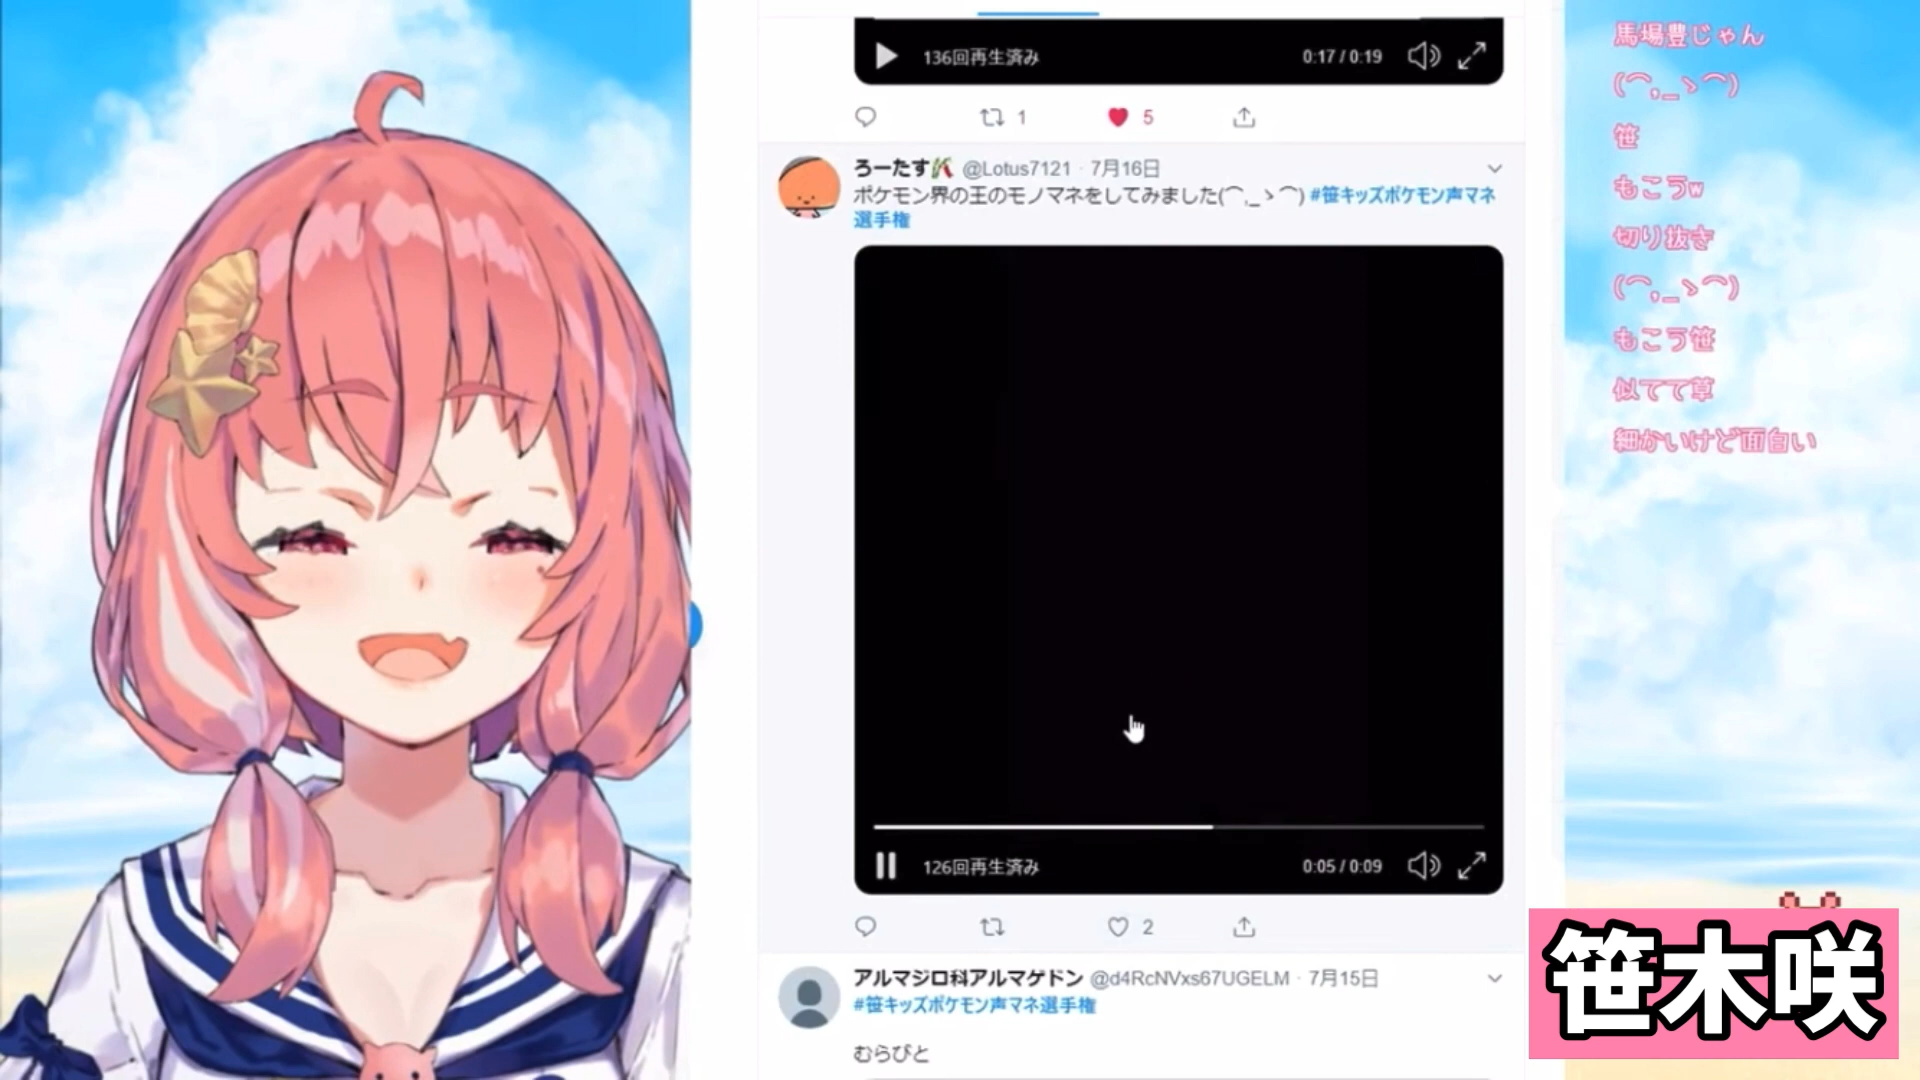 136回再生済み
0:17 / 0:19
1
5
ろーたす @Lotus7121 · 7月16日
ポケモン界の王のモノマネをしてみました(⌒,_ゝ⌒) #笹キッズポケモン声マネ
選手権
126回再生済み
0:05 / 0:09
2
アルマジロ科アルマゲドン @d4RcNVxs67UGELM · 7月15日
#笹キッズポケモン声マネ選手権
むらびと
馬場豊じゃん
(⌒,_ゝ⌒)
笹
もこうw
切り抜き
(⌒,_ゝ⌒)
もこう笹
似てて草
細かいけど面白い
笹木咲